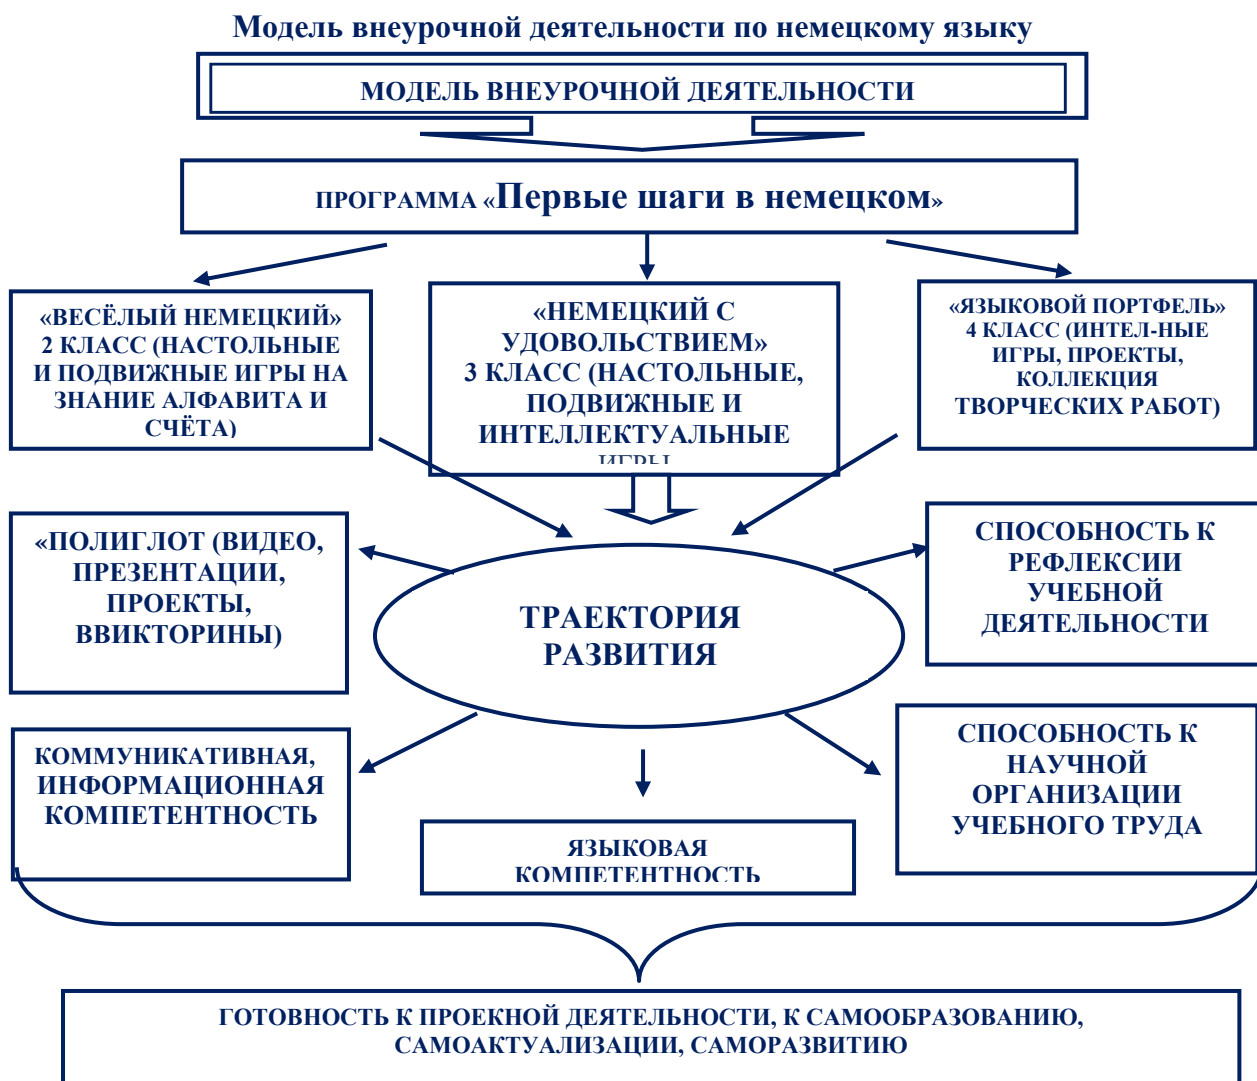 Модель внеурочной деятельности по немецкому языку
МОДЕЛЬ ВНЕУРОЧНОЙ ДЕЯТЕЛЬНОСТИ
ПРОГРАММА «Первые шаги в немецком»
«ВЕСЁЛЫЙ НЕМЕЦКИЙ»
2 КЛАСС (НАСТОЛЬНЫЕ
И ПОДВИЖНЫЕ ИГРЫ НА
ЗНАНИЕ АЛФАВИТА И
СЧЁТА)
«НЕМЕЦКИЙ С
УДОВОЛЬСТВИЕМ»
3 КЛАСС (НАСТОЛЬНЫЕ,
ПОДВИЖНЫЕ И
ИНТЕЛЛЕКТУАЛЬНЫЕ
ИГРЫ
«ЯЗЫКОВОЙ ПОРТФЕЛЬ»
4 КЛАСС (ИНТЕЛ-НЫЕ
ИГРЫ, ПРОЕКТЫ,
КОЛЛЕКЦИЯ
ТВОРЧЕСКИХ РАБОТ)
«ПОЛИГЛОТ (ВИДЕО,
ПРЕЗЕНТАЦИИ,
ПРОЕКТЫ,
ВВИКТОРИНЫ)
ТРАЕКТОРИЯ
РАЗВИТИЯ
СПОСОБНОСТЬ К
РЕФЛЕКСИИ
УЧЕБНОЙ
ДЕЯТЕЛЬНОСТИ
КОММУНИКАТИВНАЯ,
ИНФОРМАЦИОННАЯ
КОМПЕТЕНТНОСТЬ
ЯЗЫКОВАЯ
КОМПЕТЕНТНОСТЬ
СПОСОБНОСТЬ К
НАУЧНОЙ
ОРГАНИЗАЦИИ
УЧЕБНОГО ТРУДА
ГОТОВНОСТЬ К ПРОЕКНОЙ ДЕЯТЕЛЬНОСТИ, К САМООБРАЗОВАНИЮ,
САМОАКТУАЛИЗАЦИИ, САМОРАЗВИТИЮ